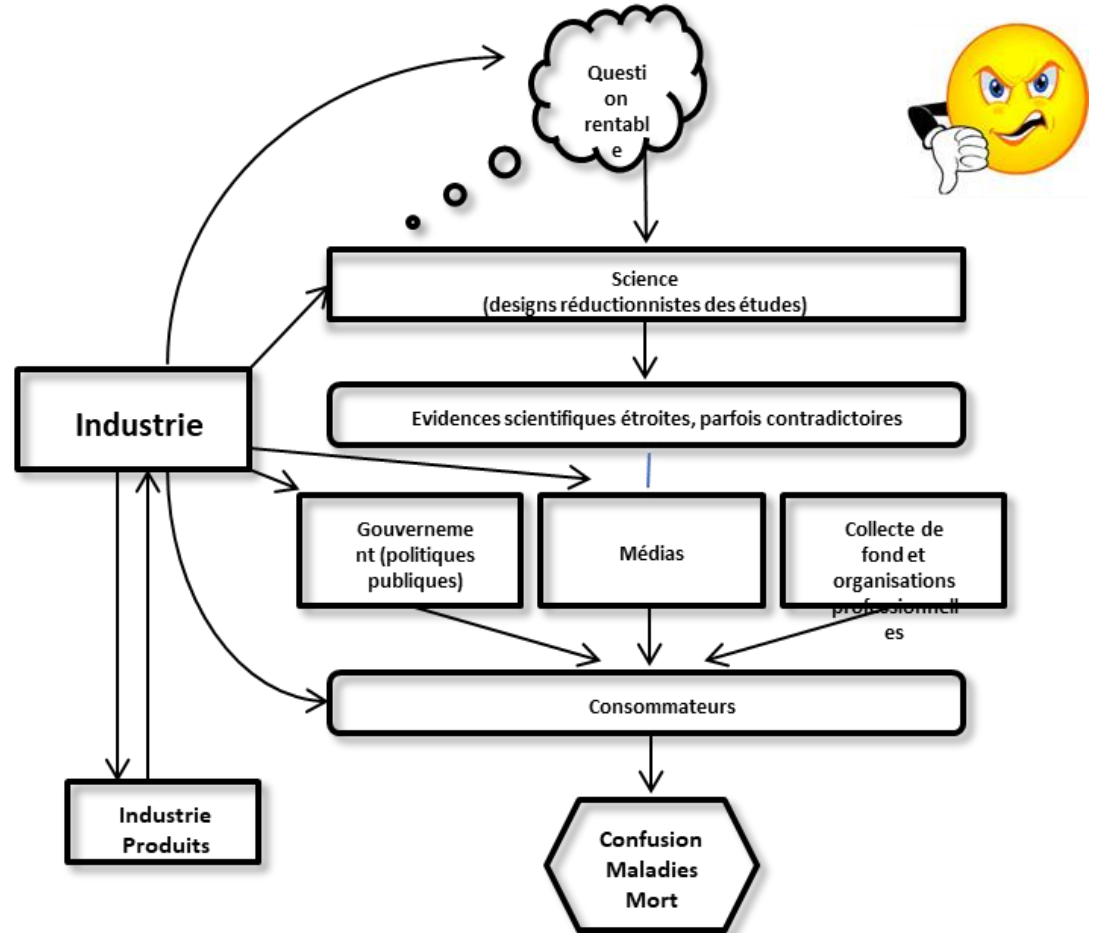 Questi
on
rentabl
e
Science
(designs réductionnistes des études)
Industrie
Evidences scientifiques étroites, parfois contradictoires
Gouverneme
nt (politiques
publiques)
Médias
Collecte de
fond et
organisations
professionnell
es
Consommateurs
Industrie
Produits
Confusion
Maladies
Mort